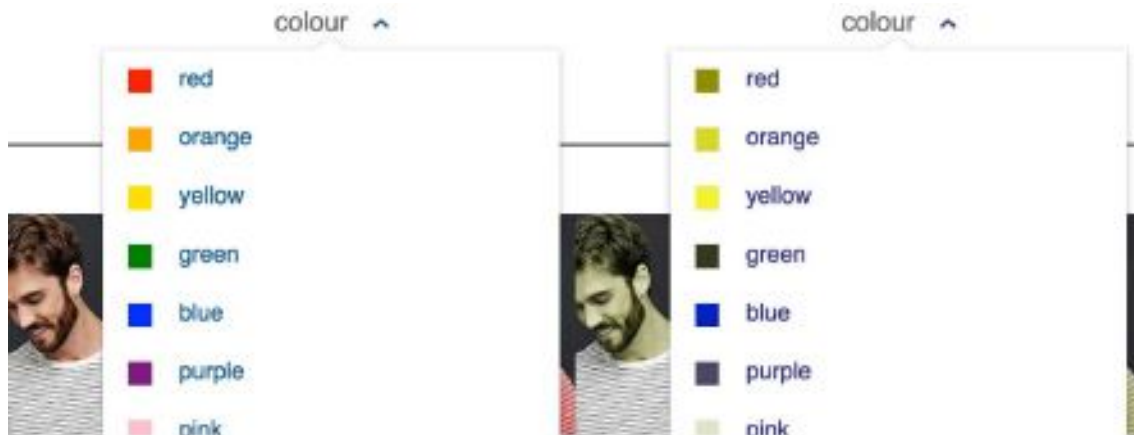 colour
red
orange
yellow
green
blue
purple
pink
colour
red
orange
yellow
green
blue
purple
pink